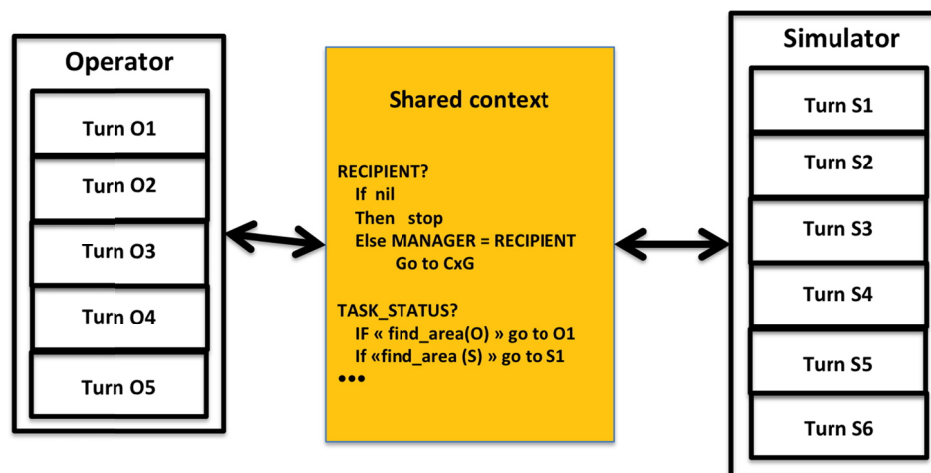 Operator
Turn O1
Turn O2
Turn O3
Turn O4
Turn O5
Shared context
RECIPIENT?
If nil
Then stop
Else MANAGER = RECIPIENT
Go to CxG
TASK_STATUS?
IF « find_area(O) » go to O1
If «find_area (S) » go to S1
•••
Simulator
Turn S1
Turn S2
Turn S3
Turn S4
Turn S5
Turn S6